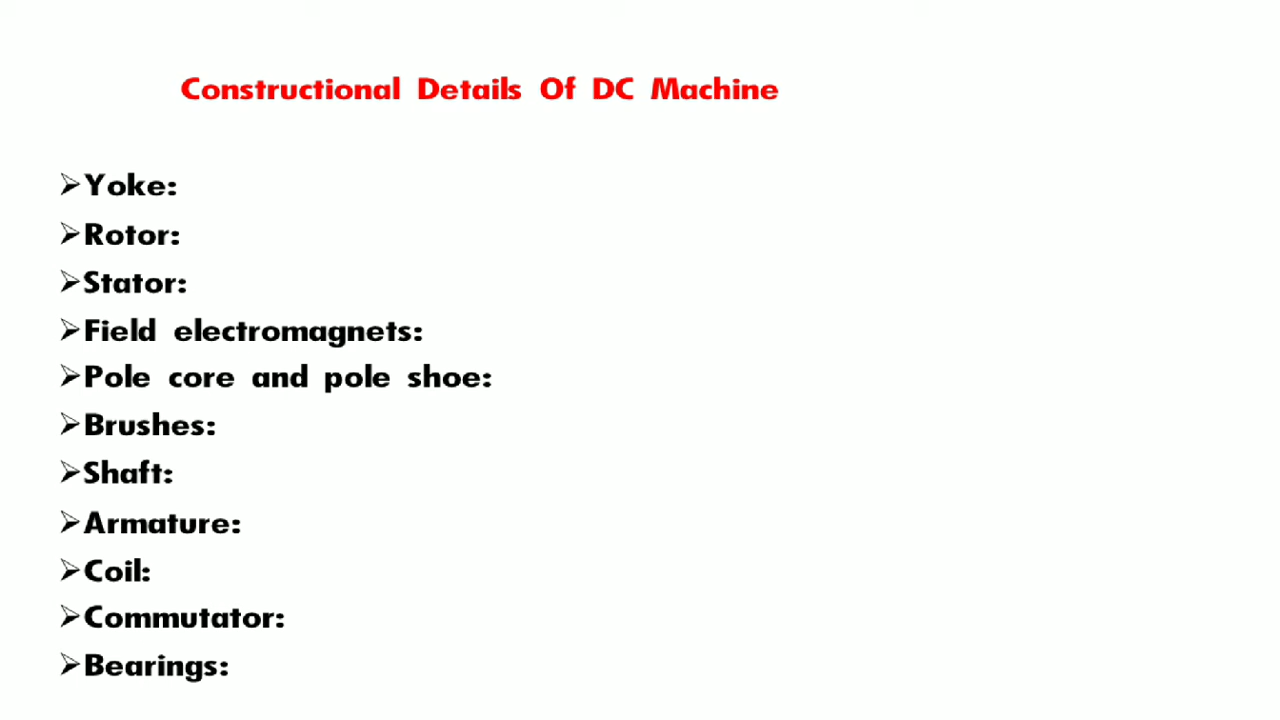 Constructional Details Of DC Machine
➢Yoke:
➢Rotor:
➢Stator:
➢Field electromagnets:
➢Pole core and pole shoe:
➢Brushes:
➢Shaft:
➢Armature:
➢Coil:
➢Commutator:
➢Bearings: